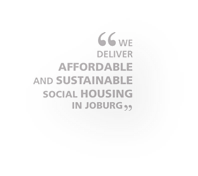 “ WE
DELIVER
AFFORDABLE
AND SUSTAINABLE
SOCIAL HOUSING
IN JOBURG ”